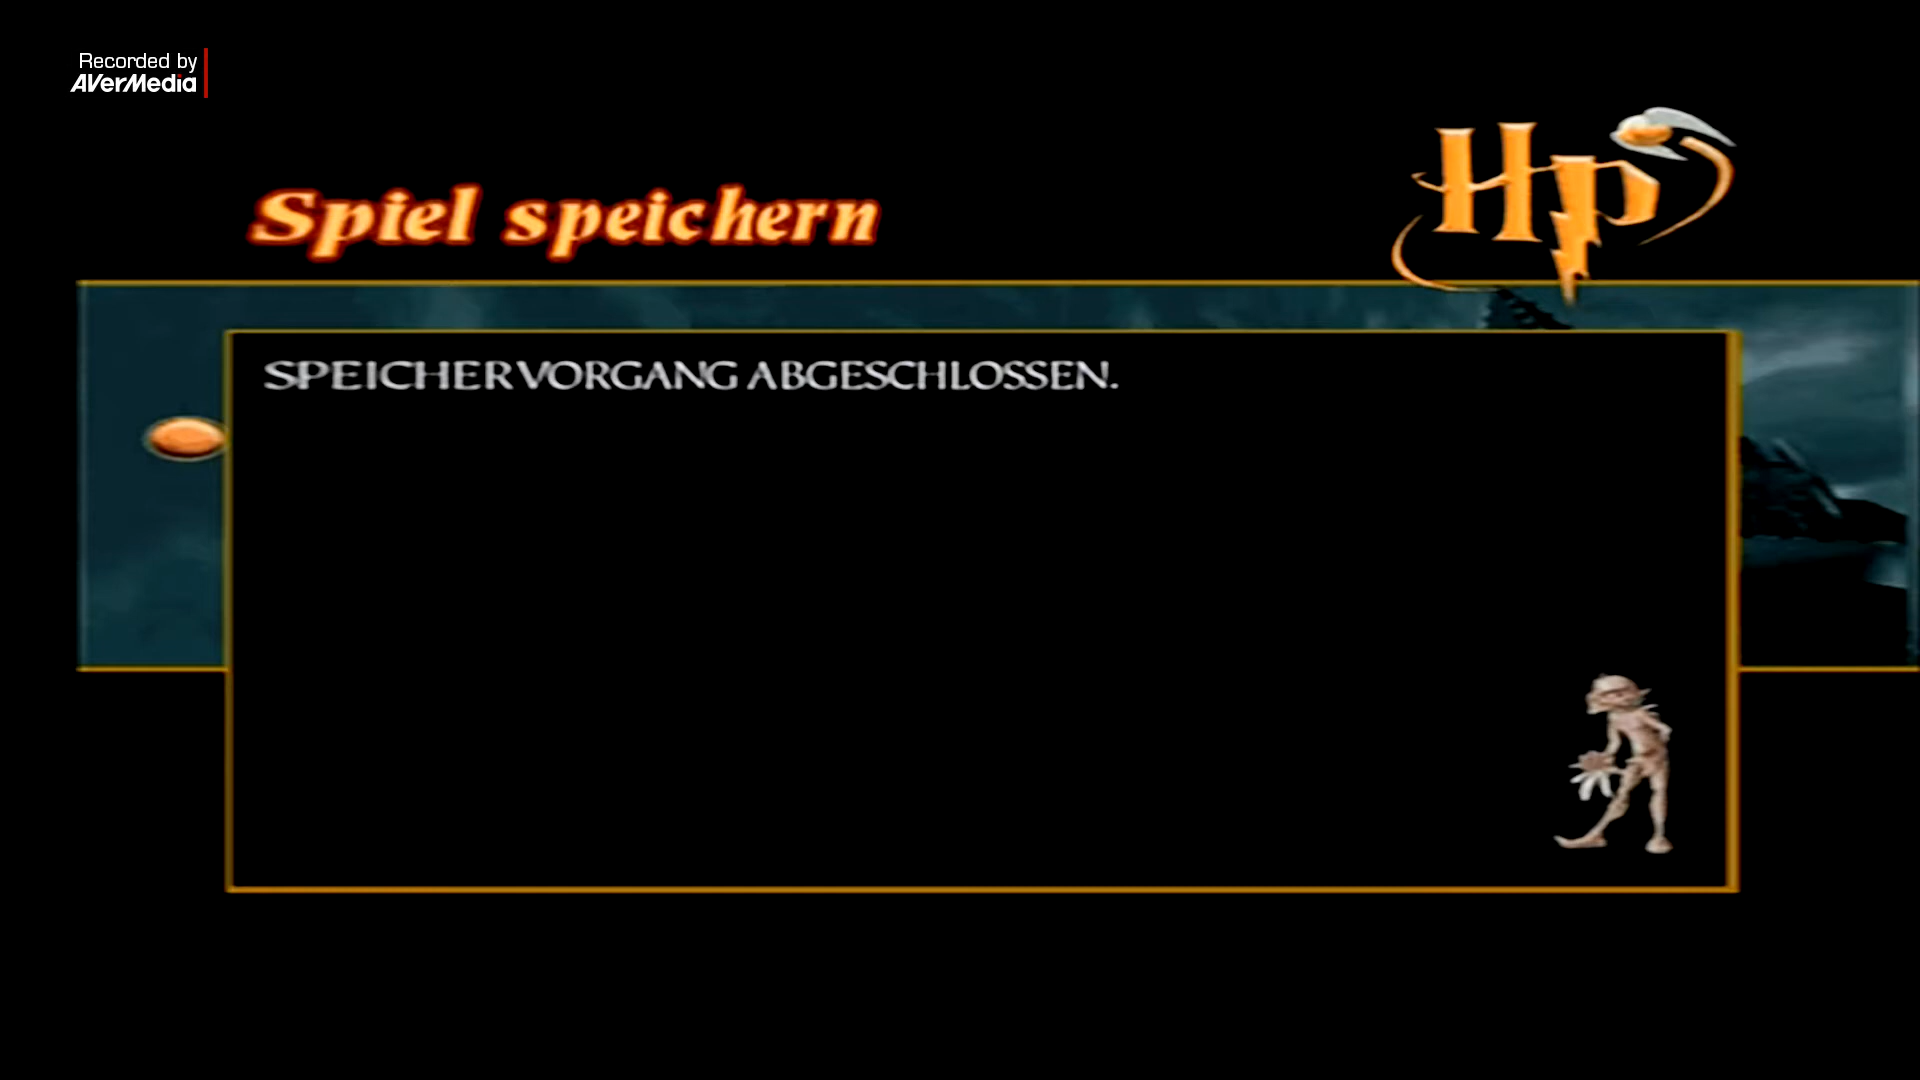 Recorded by
AVerMedia
HP
Spiel speichern
SPEICHERVORGANG ABGESCHLOSSEN.